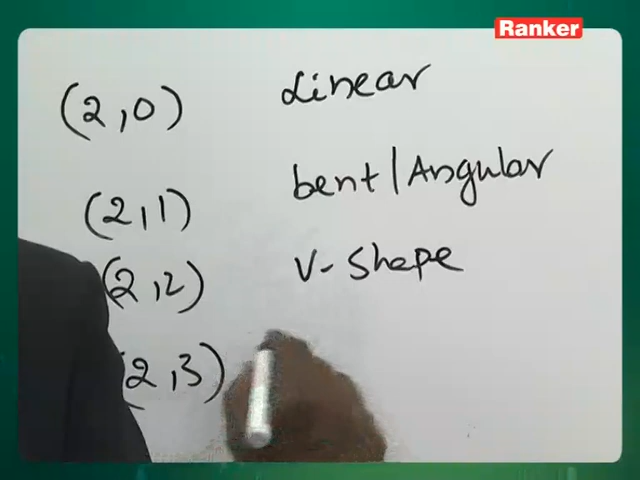 Ranker
(2,0) Linear
(2,1) bent/Angular
(2,2) V-Shape
(2,3)